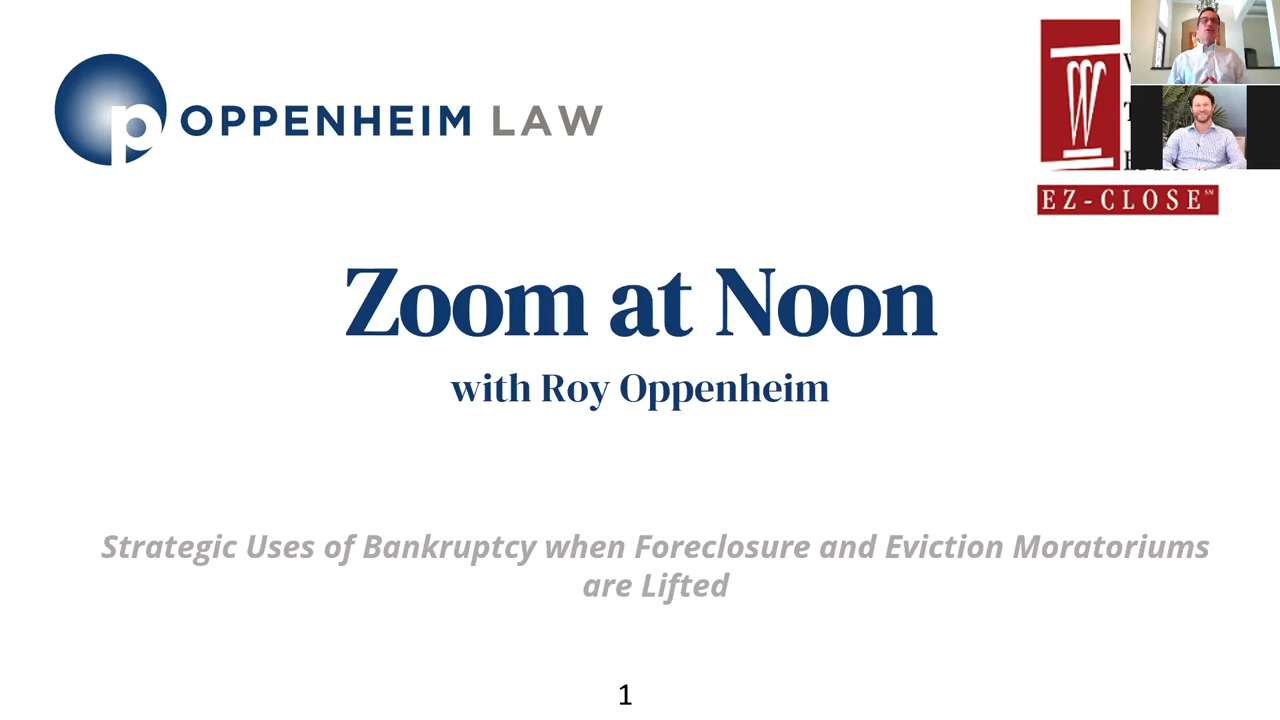 OPPENHEIM LAW
EZ-CLOSE℠
Zoom at Noon
with Roy Oppenheim
Strategic Uses of Bankruptcy when Foreclosure and Eviction Moratoriums
are Lifted
1